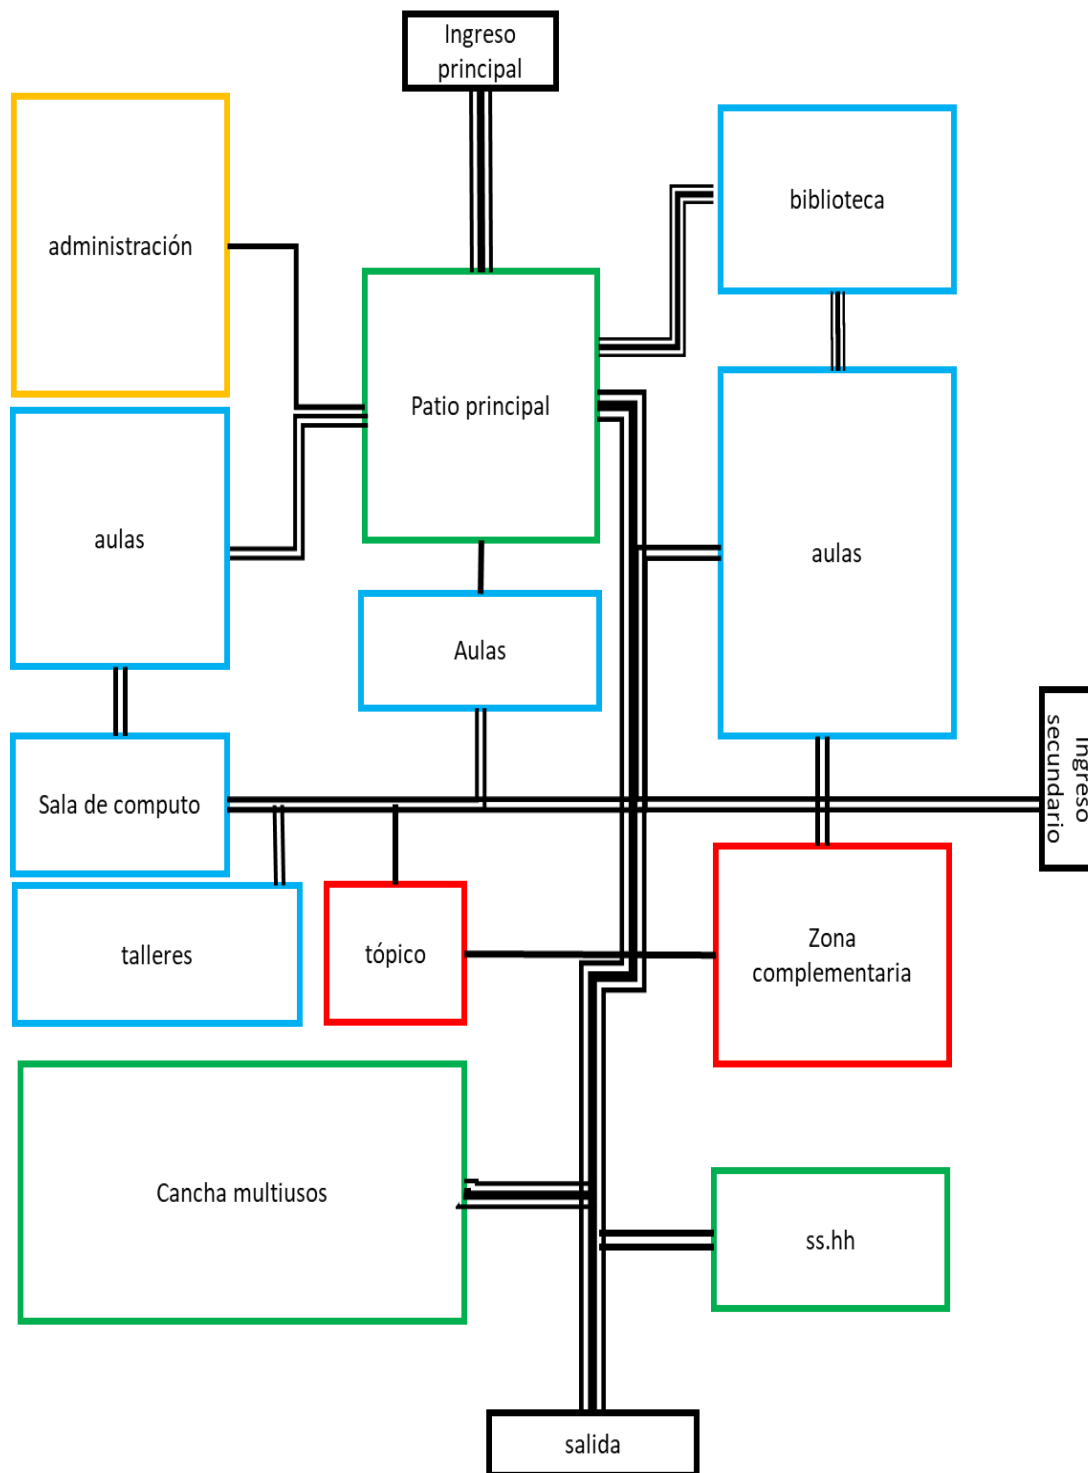 Ingreso
principal
biblioteca
administración
Patio principal
aulas
aulas
Aulas
Ingreso
secundario
Sala de computo
talleres
tópico
Zona
complementaria
Cancha multiusos
ss.hh
salida